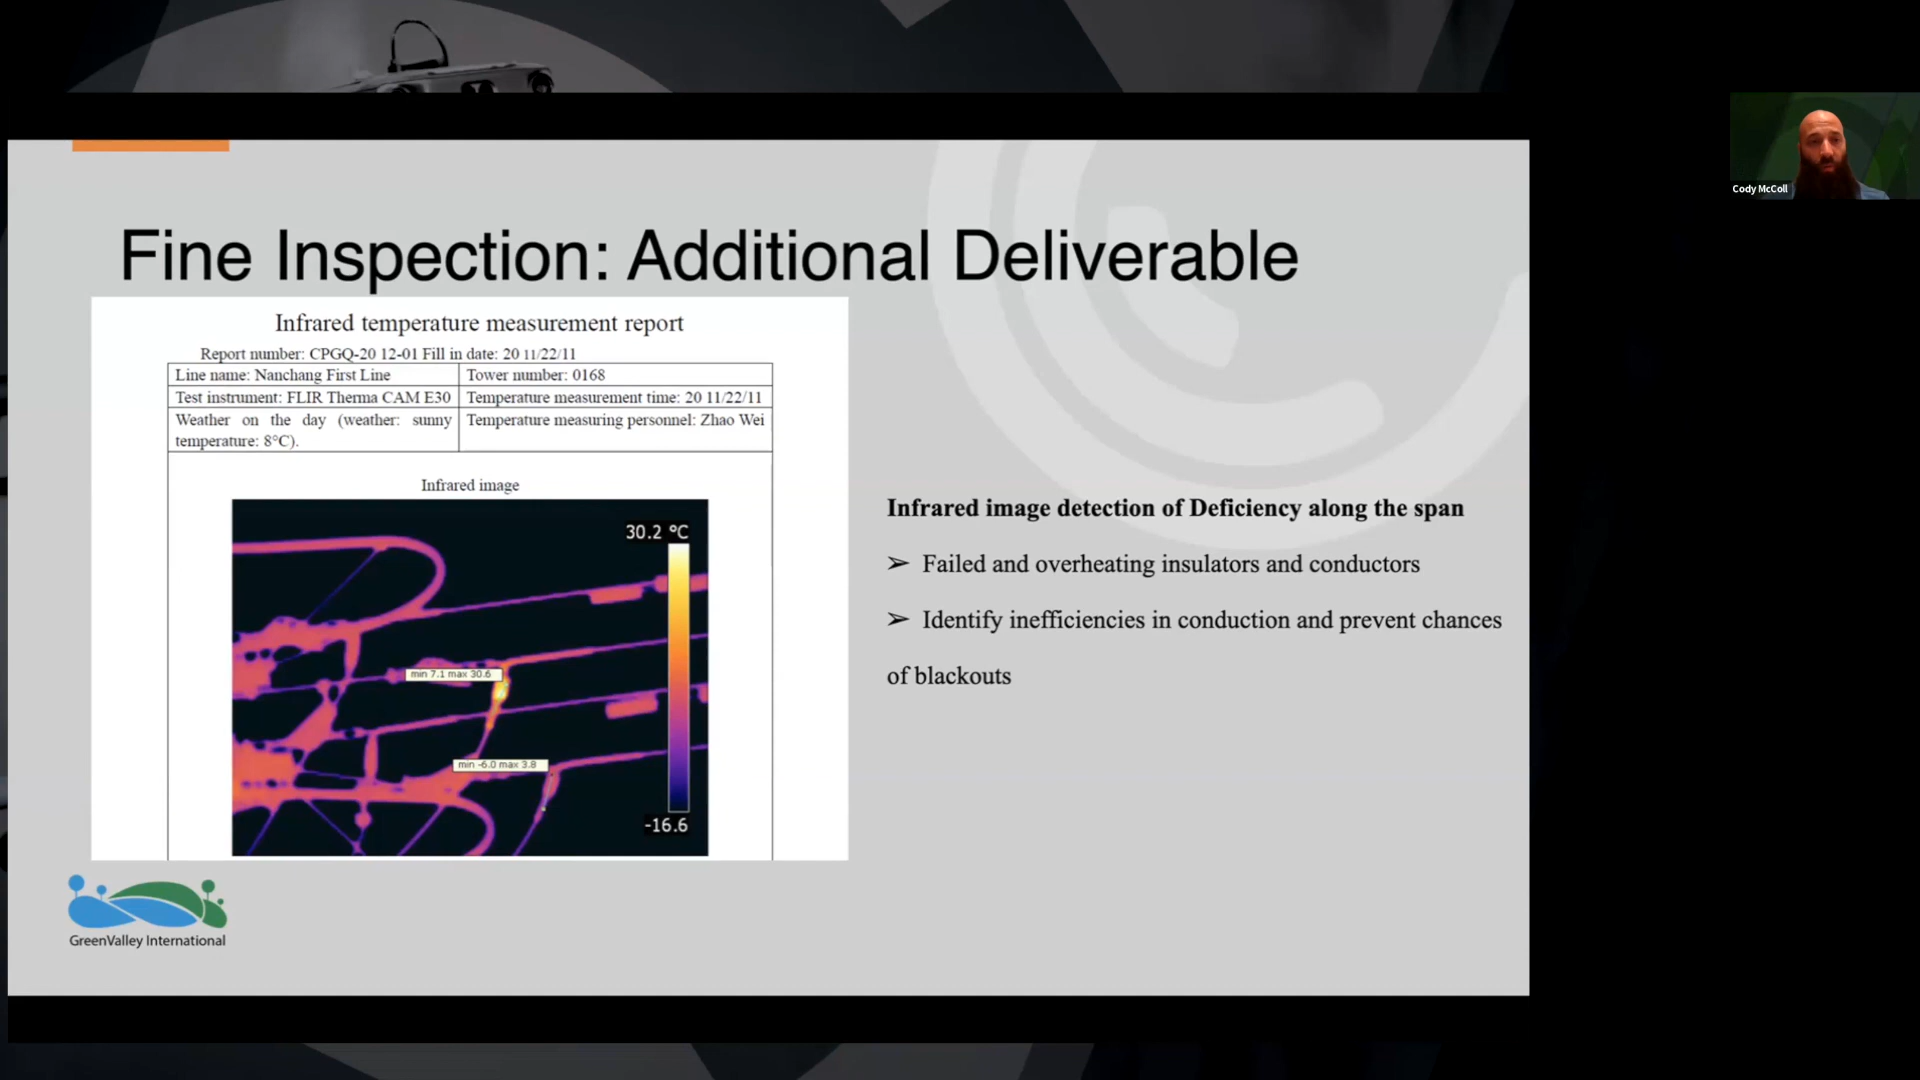 Cody McColl
Fine Inspection: Additional Deliverable
Infrared temperature measurement report
Report number: CPGQ-20 12-01 Fill in date: 20 11/22/11
Line name: Nanchang First Line
Tower number: 0168
Test instrument: FLIR Therma CAM E30
Temperature measurement time: 20 11/22/11
Weather on the day (weather: sunny
temperature: 8°C).
Temperature measuring personnel: Zhao Wei
Infrared image
30.2 °C
min 7.1 max 30.6
min -6.0 max 3.8
-16.6
Infrared image detection of Deficiency along the span
➢ Failed and overheating insulators and conductors
➢ Identify inefficiencies in conduction and prevent chances
of blackouts
GreenValley International